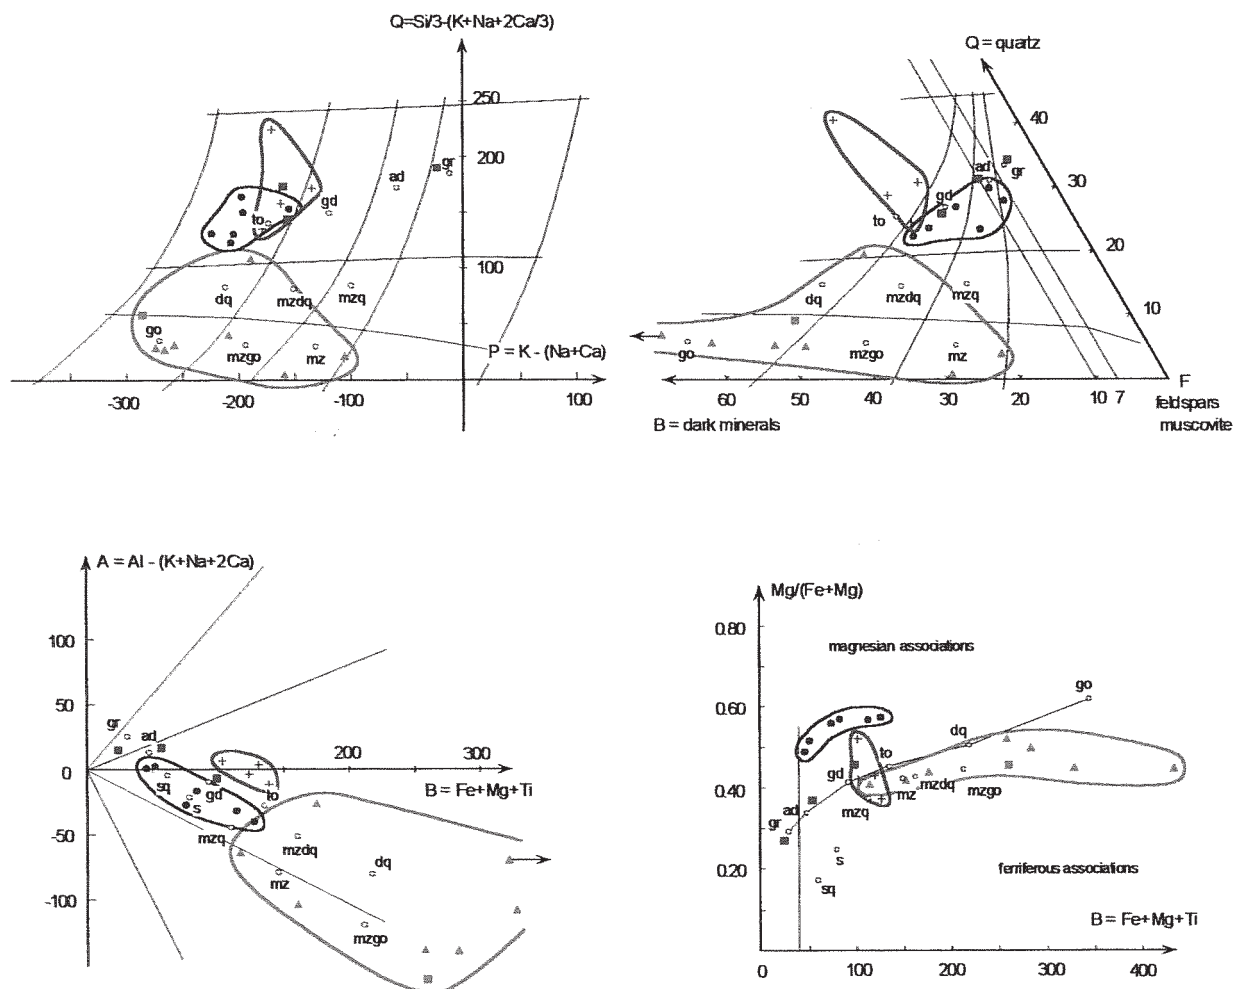 Q=Si/3-(K+Na+2Ca/3)
250
200
gr
ad
gd
to
100
dq
mzdq
mzq
go
mzgo
mz
P = K - (Na+Ca)
-300
-200
-100
100
Q = quartz
40
ad
gr
30
gd
to
20
dq
mzdq
mzq
10
go
mzgo
mz
F
60
50
40
30
20
10
7
feldspars
muscovite
B = dark minerals
A = Al - (K+Na+2Ca)
100
50
gr
ad
200
300
0
sq
gd
to
B = Fe+Mg+Ti
s
-50
mzq
mzdq
dq
mz
-100
mzgo
Mg/(Fe+Mg)
0.80
magnesian associations
go
0.60
dq
to
gd
mzdq
mzgo
mz
0.40
ad
mzq
gr
s
0.20
sq
ferriferous associations
B = Fe+Mg+Ti
0
100
200
300
400